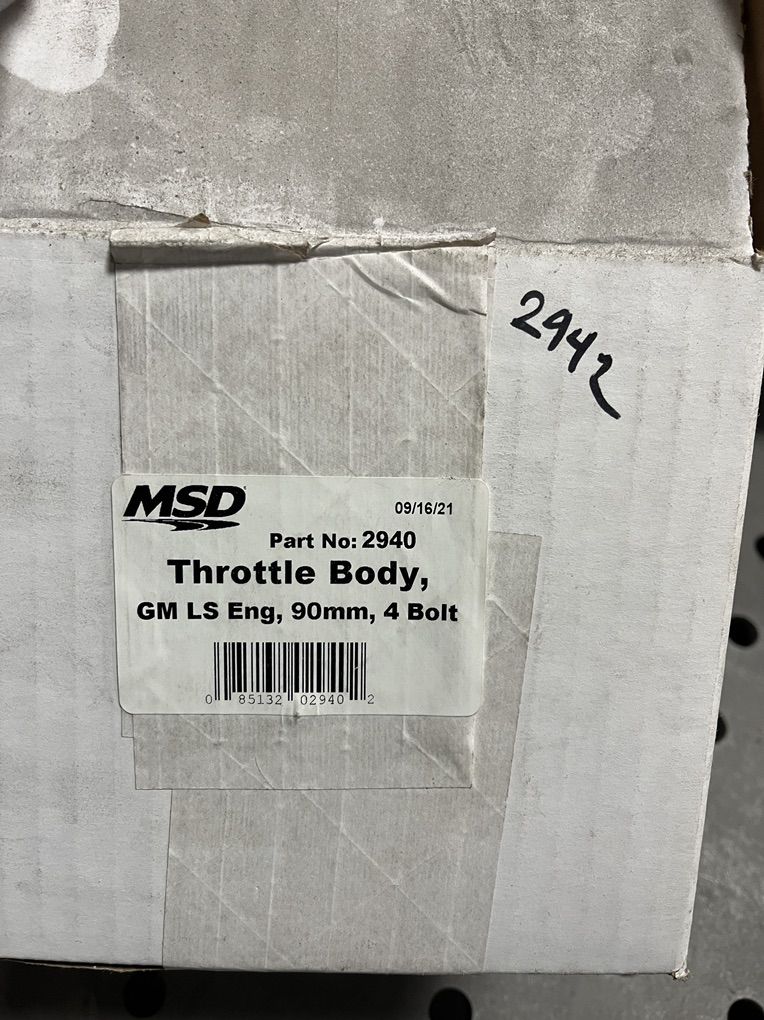 2942
MSD
09/16/21
Part No: 2940
Throttle Body,
GM LS Eng, 90mm, 4 Bolt
0 85132 02940 2